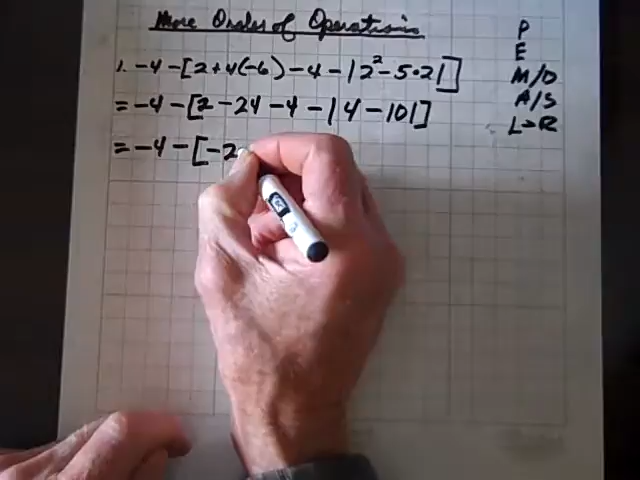 More Orders of Operations
1. -4 - [2 + 4(-6) - 4 - |2² - 5·2|]
= -4 - [2 - 24 - 4 - |4 - 10|]
= -4 - [-2
P
E
M/D
A/S
L→R